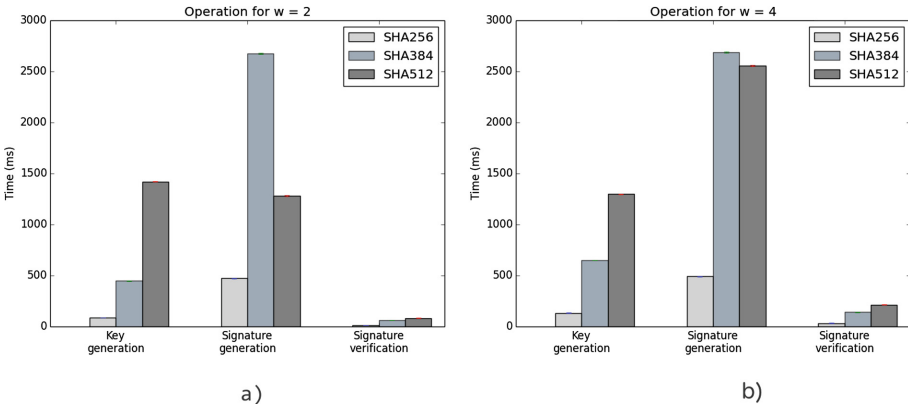 Operation for w = 2
3000
2500
2000
1500
1000
500
0
Time (ms)
SHA256
SHA384
SHA512
Key
generation
Signature
generation
Signature
verification
a)
Operation for w = 4
3000
2500
2000
1500
1000
500
0
Time (ms)
SHA256
SHA384
SHA512
Key
generation
Signature
generation
Signature
verification
b)